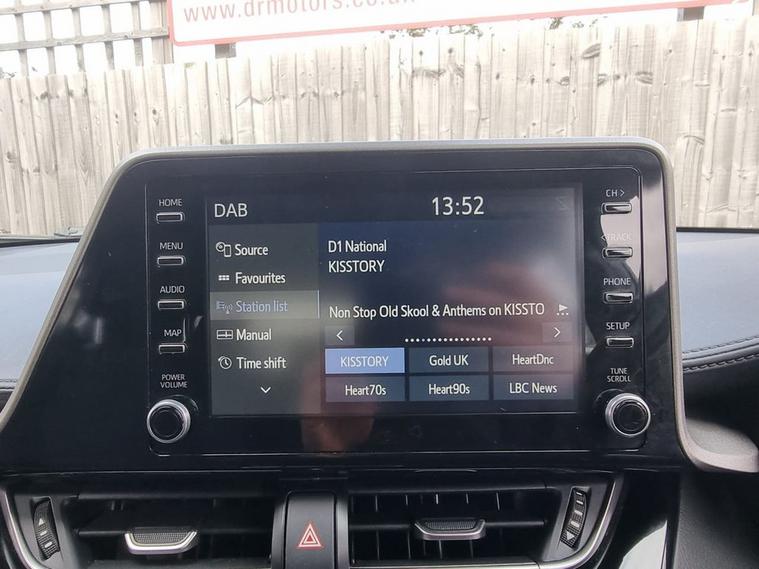 www.drmotors.co.uk
HOME
MENU
AUDIO
MAP
POWER
VOLUME
DAB
13:52
Source
Favourites
Station list
Manual
Time shift
D1 National
KISSTORY
Non Stop Old Skool & Anthems on KISSTO
KISSTORY
Gold UK
HeartDnc
Heart70s
Heart90s
LBC News
CH >
< TRACK
PHONE
SETUP
TUNE
SCROLL